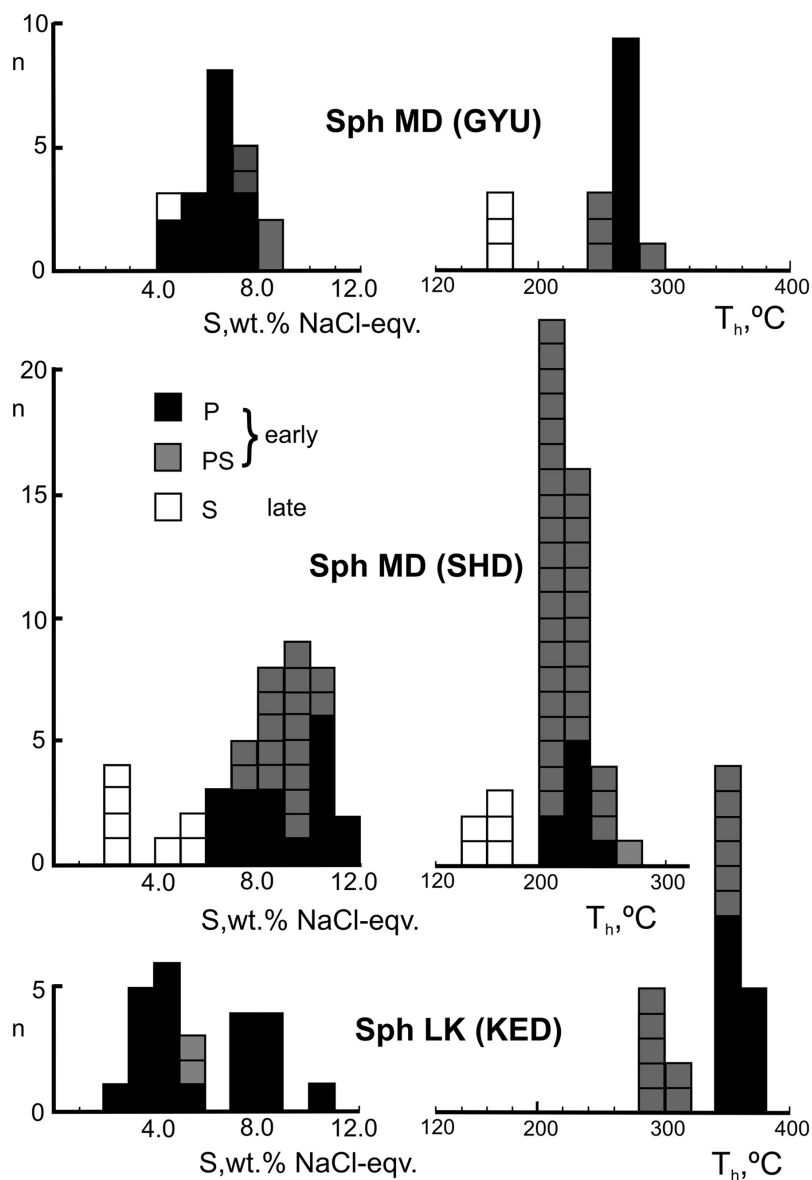 10
n
5
0
Sph MD (GYU)
4.0 8.0 12.0
S,wt.% NaCl-eqv.
120 200 300 400
Tₕ,ºC
20
n
15
10
5
0
P
PS
} early
S late
Sph MD (SHD)
4.0 8.0 12.0
S,wt.% NaCl-eqv.
120 200 300
Tₕ,ºC
5
n
0
Sph LK (KED)
4.0 8.0 12.0
S,wt.% NaCl-eqv.
120 200 300 400
Tₕ,ºC